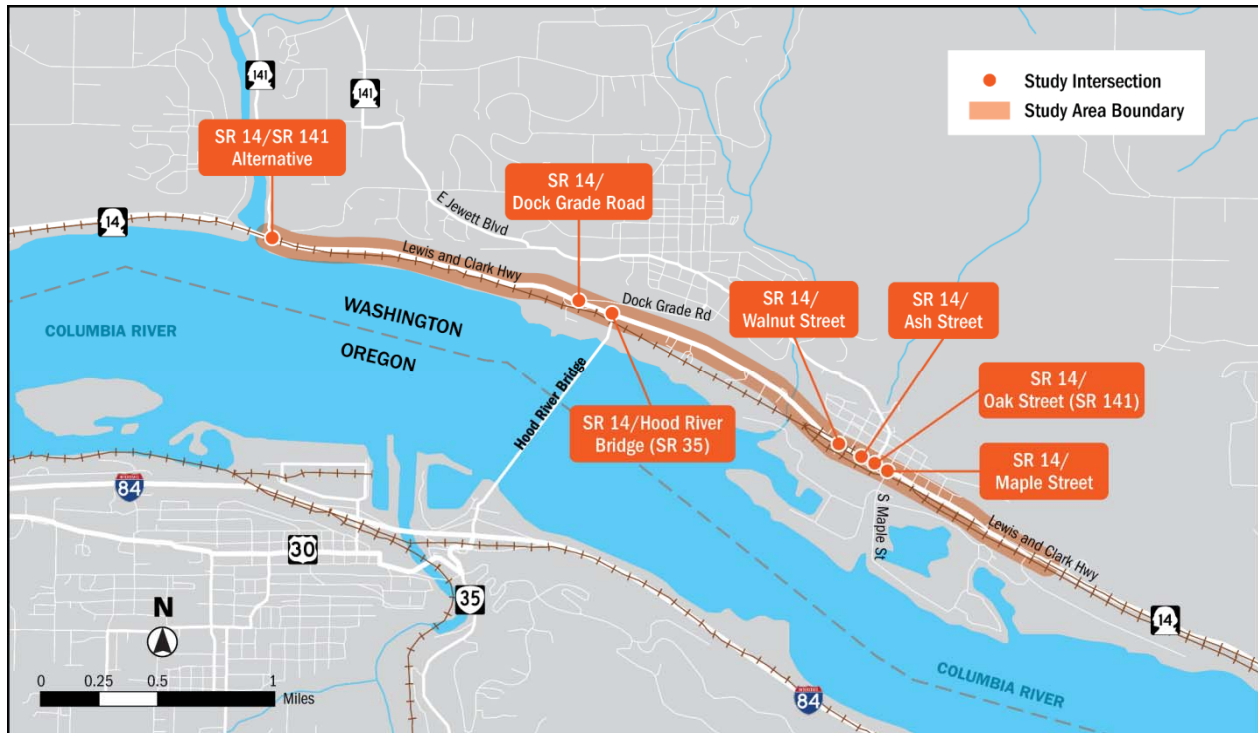 141
141
Study Intersection
Study Area Boundary
SR 14/SR 141
Alternative
SR 14/
Dock Grade Road
E Jewett Blvd
14
Lewis and Clark Hwy
Dock Grade Rd
SR 14/
Walnut Street
SR 14/
Ash Street
WASHINGTON
COLUMBIA RIVER
OREGON
Hood River Bridge
SR 14/Hood River
Bridge (SR 35)
SR 14/
Oak Street (SR 141)
SR 14/
Maple Street
84
S Maple St
Lewis and Clark Hwy
30
35
14
N
0 0.25 0.5 1
Miles
84
COLUMBIA RIVER